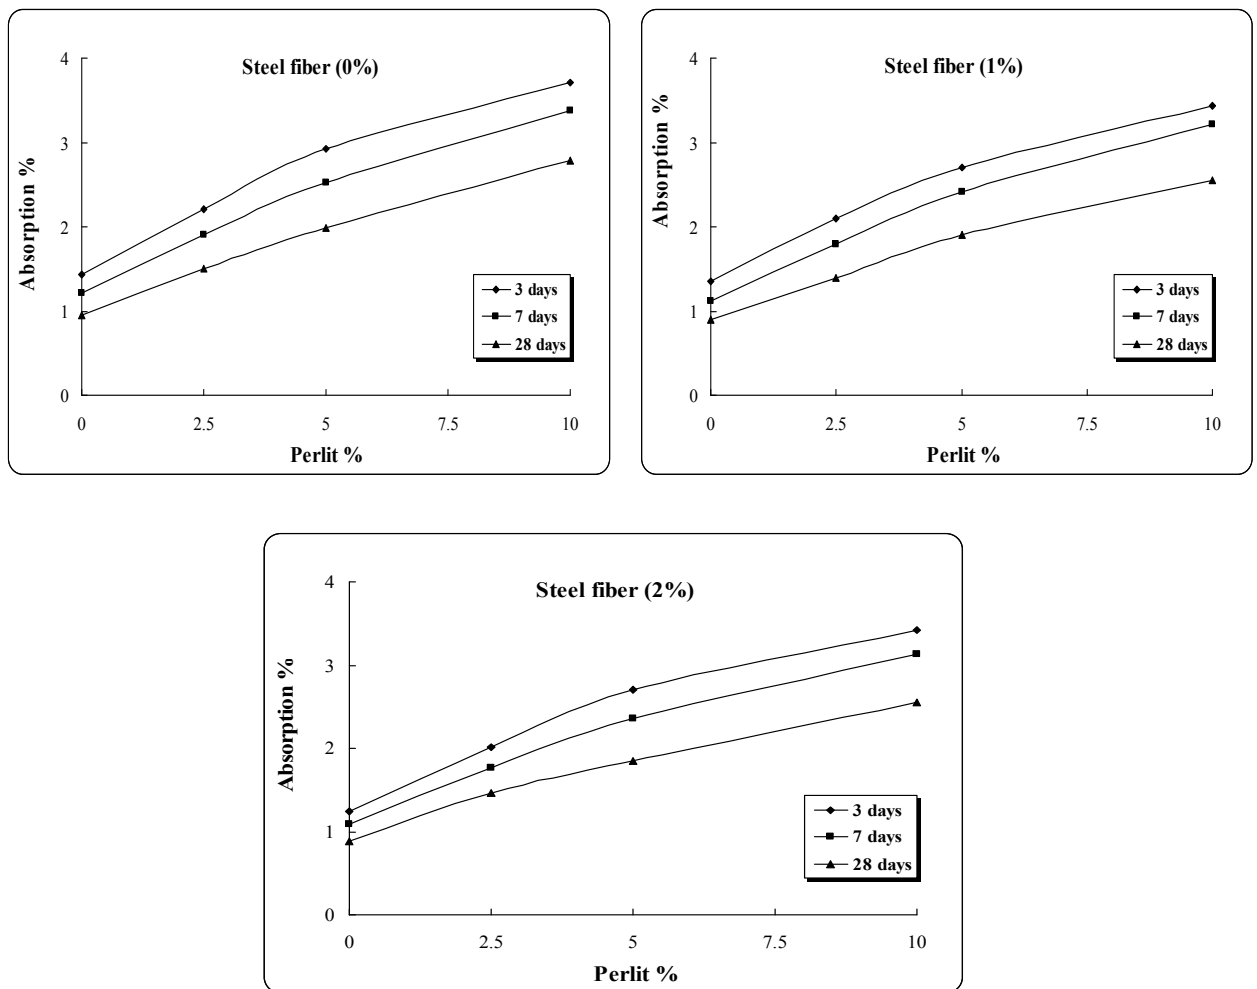 Steel fiber (0%)
Absorption %
4
3
2
1
0
0 2.5 5 7.5 10
Perlit %
3 days
7 days
28 days
Steel fiber (1%)
Absorption %
4
3
2
1
0
0 2.5 5 7.5 10
Perlit %
3 days
7 days
28 days
Steel fiber (2%)
Absorption %
4
3
2
1
0
0 2.5 5 7.5 10
Perlit %
3 days
7 days
28 days